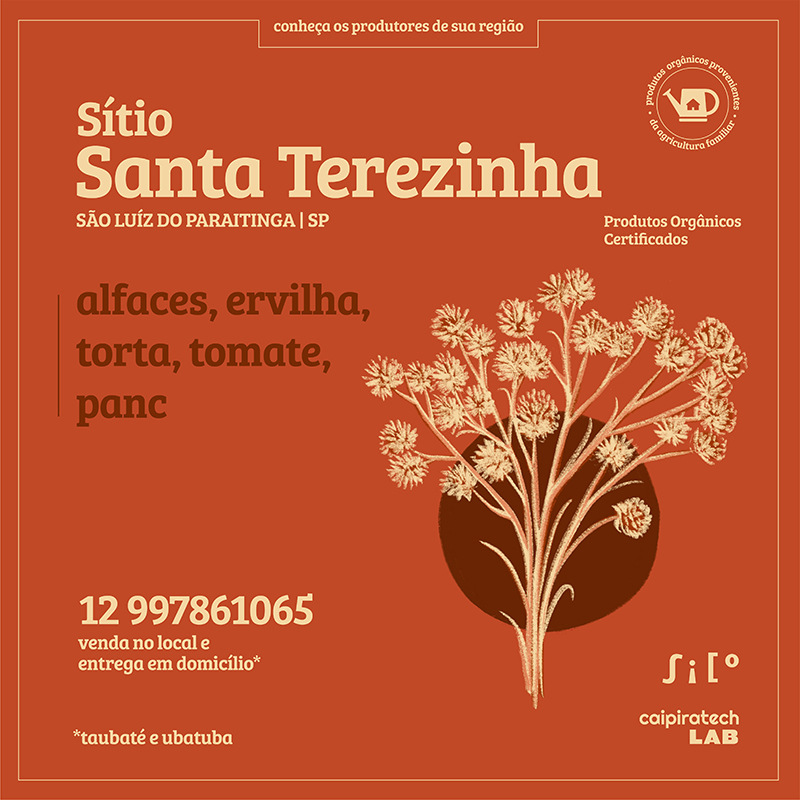 conheça os produtores de sua região
produtos orgânicos provenientes
da agricultura familiar
Sítio
Santa Terezinha
SÃO LUÍZ DO PARAITINGA | SP
Produtos Orgânicos
Certificados
alfaces, ervilha,
torta, tomate,
panc
12 997861065
venda no local e
entrega em domicílio*
silo
caipiratech
LAB
*taubaté e ubatuba